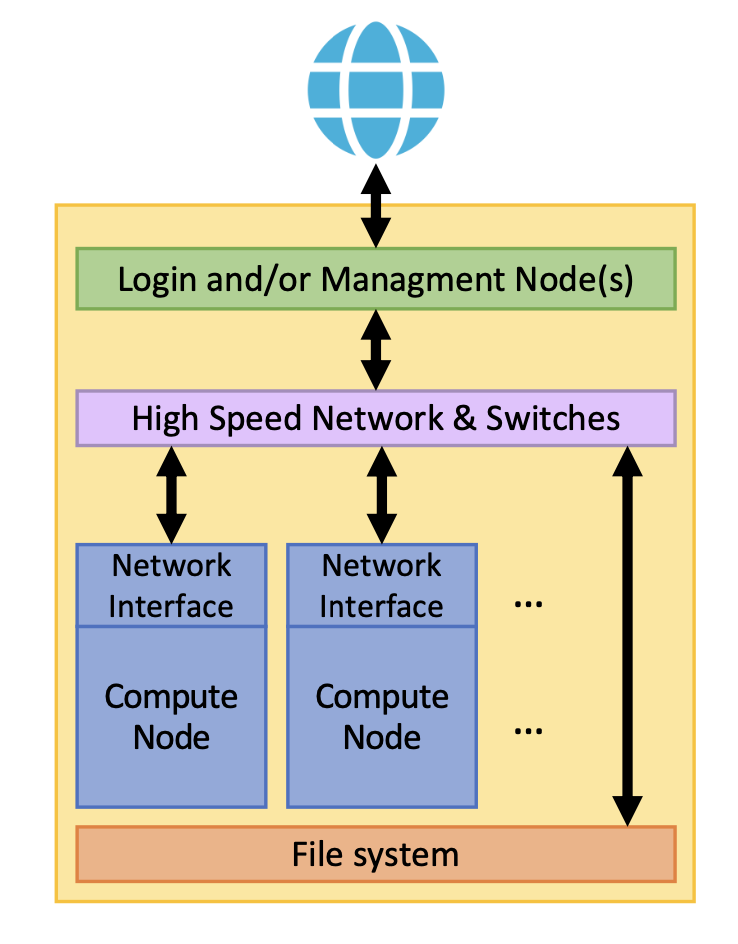 Login and/or Managment Node(s)
High Speed Network & Switches
Network
Interface
Network
Interface
...
Compute
Node
Compute
Node
...
File system